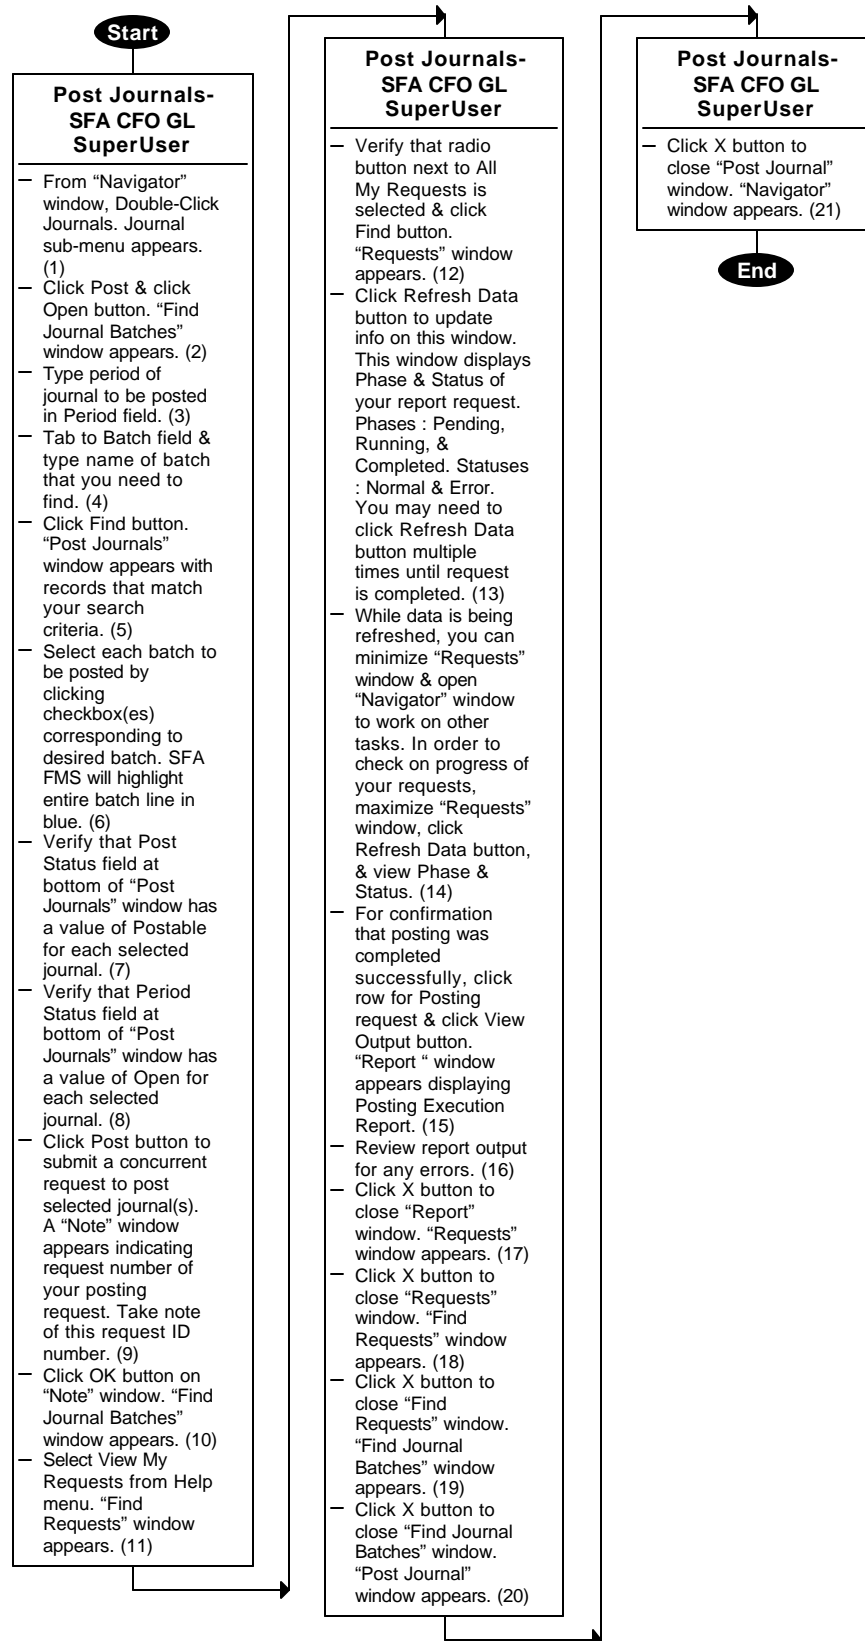 Start
Post Journals-
SFA CFO GL
SuperUser
– From “Navigator”
window, Double-Click
Journals. Journal
sub-menu appears.
(1)
– Click Post & click
Open button. “Find
Journal Batches”
window appears. (2)
– Type period of
journal to be posted
in Period field. (3)
– Tab to Batch field &
type name of batch
that you need to
find. (4)
– Click Find button.
“Post Journals”
window appears with
records that match
your search
criteria. (5)
– Select each batch to
be posted by
clicking
checkbox(es)
corresponding to
desired batch. SFA
FMS will highlight
entire batch line in
blue. (6)
– Verify that Post
Status field at
bottom of “Post
Journals” window has
a value of Postable
for each selected
journal. (7)
– Verify that Period
Status field at
bottom of “Post
Journals” window has
a value of Open for
each selected
journal. (8)
– Click Post button to
submit a concurrent
request to post
selected journal(s).
A “Note” window
appears indicating
request number of
your posting
request. Take note
of this request ID
number. (9)
– Click OK button on
“Note” window. “Find
Journal Batches”
window appears. (10)
– Select View My
Requests from Help
menu. “Find
Requests” window
appears. (11)
Post Journals-
SFA CFO GL
SuperUser
– Verify that radio
button next to All
My Requests is
selected & click
Find button.
“Requests” window
appears. (12)
– Click Refresh Data
button to update
info on this window.
This window displays
Phase & Status of
your report request.
Phases : Pending,
Running, &
Completed. Statuses
: Normal & Error.
You may need to
click Refresh Data
button multiple
times until request
is completed. (13)
– While data is being
refreshed, you can
minimize “Requests”
window & open
“Navigator” window
to work on other
tasks. In order to
check on progress of
your requests,
maximize “Requests”
window, click
Refresh Data button,
& view Phase &
Status. (14)
– For confirmation
that posting was
completed
successfully, click
row for Posting
request & click View
Output button.
“Report “ window
appears displaying
Posting Execution
Report. (15)
– Review report output
for any errors. (16)
– Click X button to
close “Report”
window. “Requests”
window appears. (17)
– Click X button to
close “Requests”
window. “Find
Requests” window
appears. (18)
– Click X button to
close “Find
Requests” window.
“Find Journal
Batches” window
appears. (19)
– Click X button to
close “Find Journal
Batches” window.
“Post Journal”
window appears. (20)
Post Journals-
SFA CFO GL
SuperUser
– Click X button to
close “Post Journal”
window. “Navigator”
window appears. (21)
End